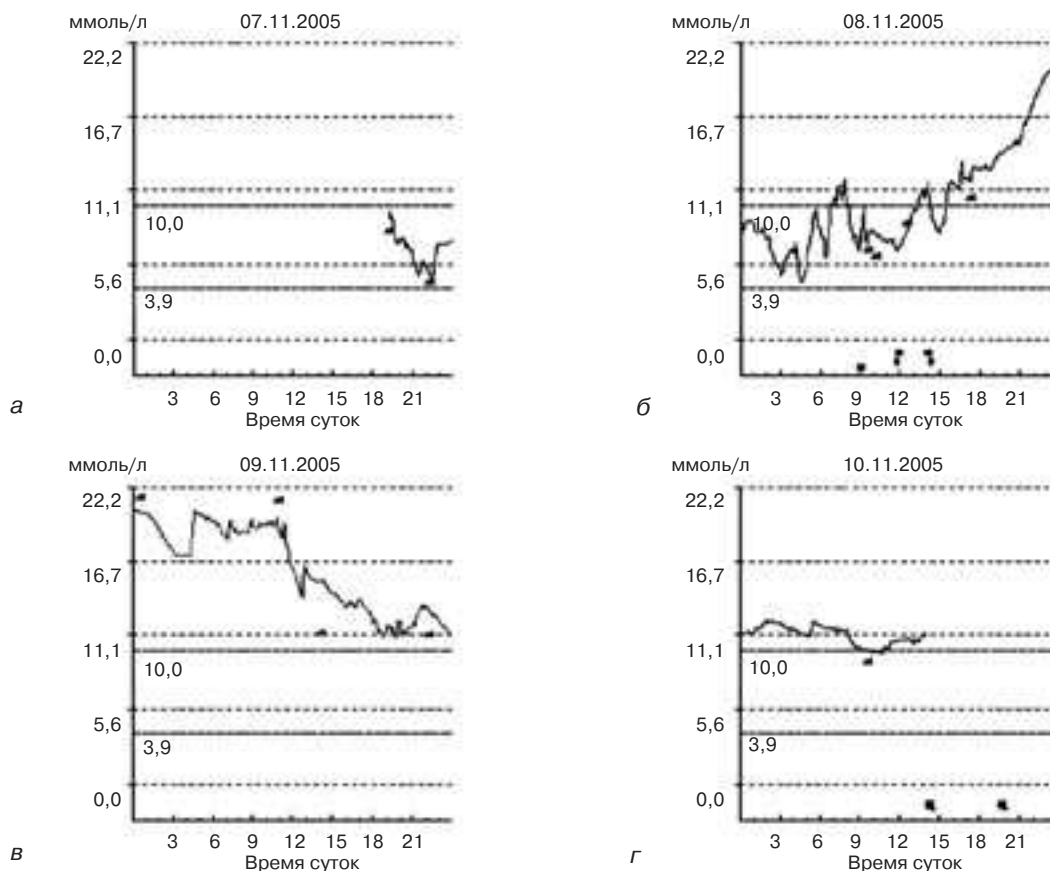 ммоль/л 07.11.2005
22,2
16,7
11,1
10,0
5,6
3,9
0,0
3 6 9 12 15 18 21
Время суток
а
ммоль/л 08.11.2005
22,2
16,7
11,1
10,0
5,6
3,9
0,0
3 6 9 12 15 18 21
Время суток
б
ммоль/л 09.11.2005
22,2
16,7
11,1
10,0
5,6
3,9
0,0
3 6 9 12 15 18 21
Время суток
в
ммоль/л 10.11.2005
22,2
16,7
11,1
10,0
5,6
3,9
0,0
3 6 9 12 15 18 21
Время суток
г